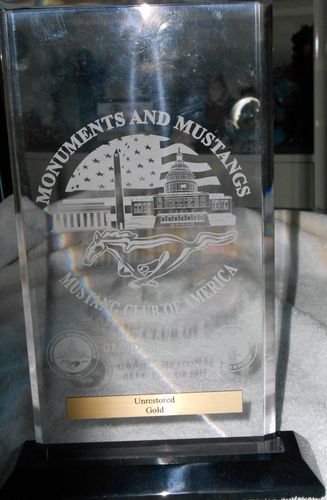 MONUMENTS AND MUSTANGS
MUSTANG CLUB OF AMERICA
Unrestored
Gold